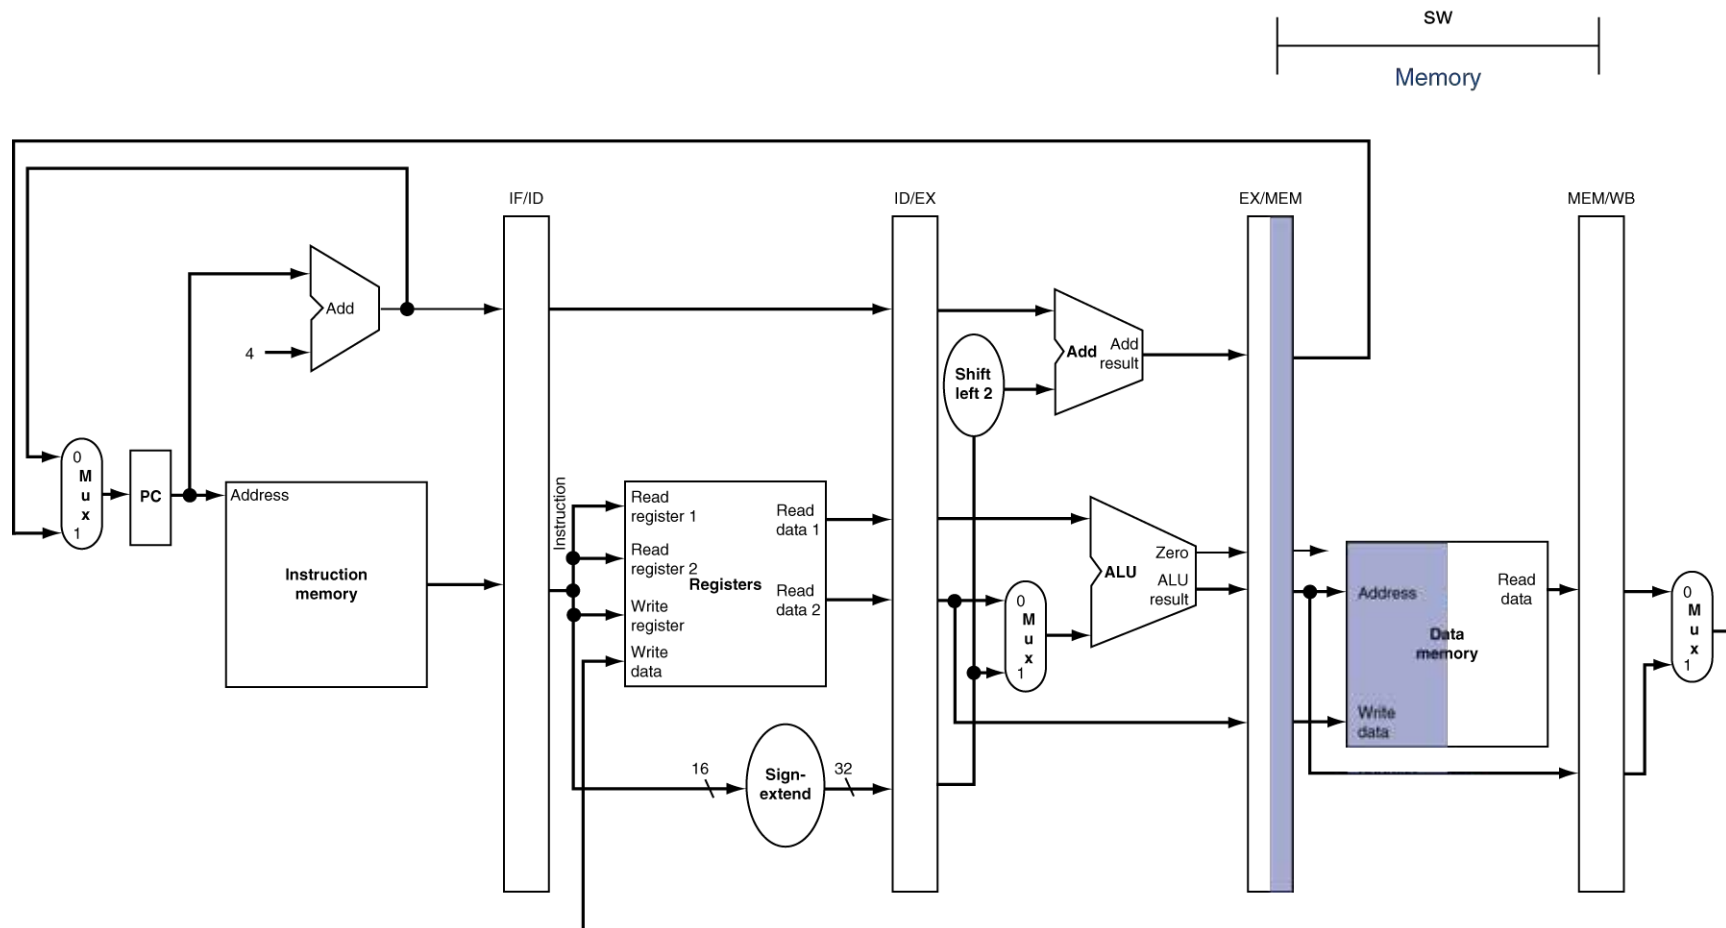 sw
Memory
IF/ID
ID/EX
EX/MEM
MEM/WB
Add
4
Shift
left 2
Add
Add
result
0
M
u
x
1
PC
Address
Instruction
memory
Instruction
Read
register 1
Read
register 2
Write
register
Write
data
Registers
Read
data 1
Read
data 2
16
Sign-
extend
32
0
M
u
x
1
Zero
ALU
ALU
result
Address
Write
data
Data
memory
Read
data
0
M
u
x
1